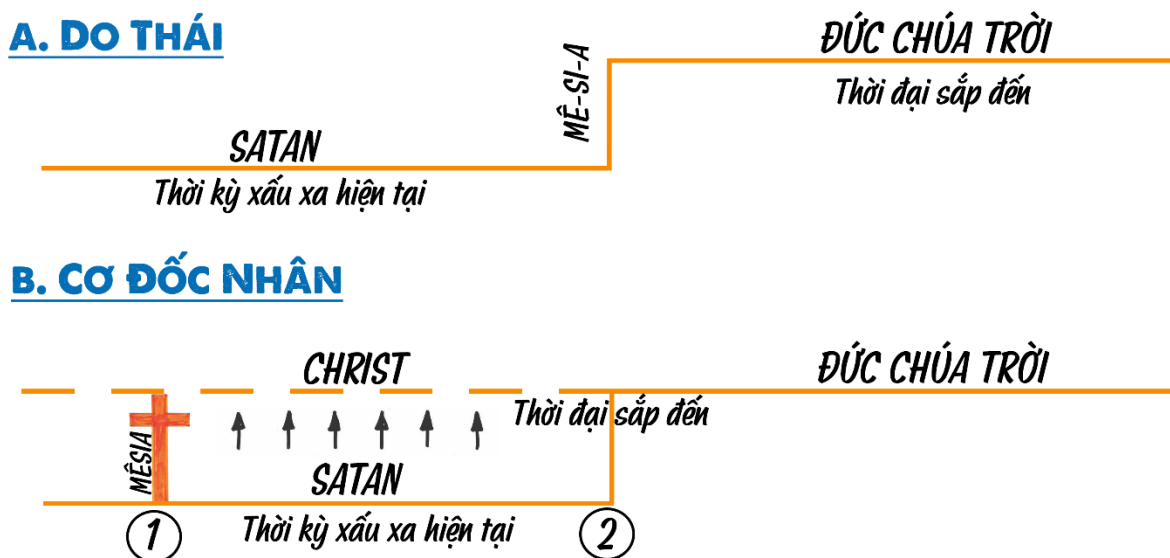 A. DO THÁI
MÊ-SI-A
ĐỨC CHÚA TRỜI
Thời đại sắp đến
SATAN
Thời kỳ xấu xa hiện tại
B. CƠ ĐỐC NHÂN
CHRIST
ĐỨC CHÚA TRỜI
Thời đại sắp đến
MÊSIA
SATAN
1
Thời kỳ xấu xa hiện tại
2